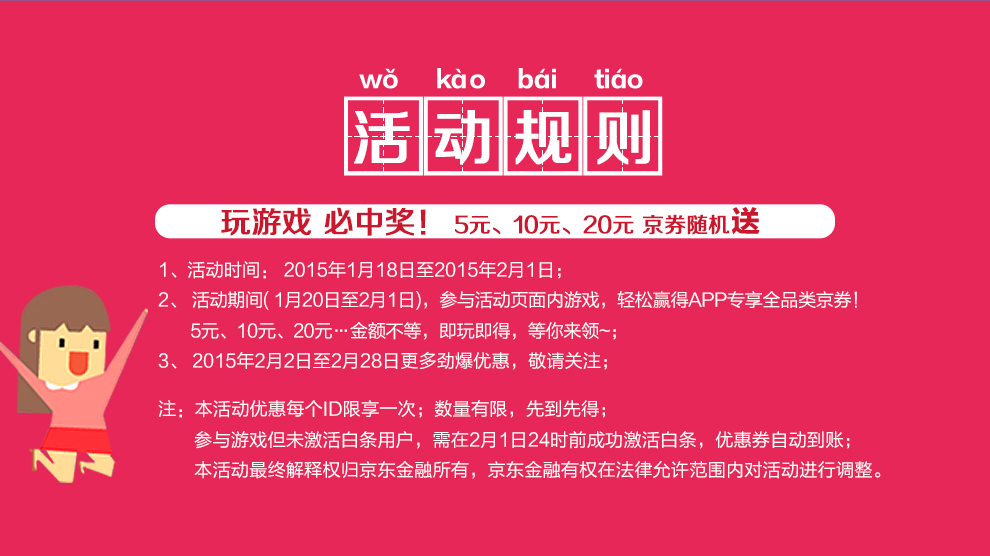 wǒ kào bái tiáo
活动规则
玩游戏 必中奖! 5元、10元、20元 京券随机送
1、活动时间： 2015年1月18日至2015年2月1日；
2、 活动期间( 1月20日至2月1日)，参与活动页面内游戏，轻松赢得APP专享全品类京券！
5元、10元、20元…金额不等，即玩即得，等你来领~；
3、 2015年2月2日至2月28日更多劲爆优惠，敬请关注；
注：本活动优惠每个ID限享一次；数量有限，先到先得；
参与游戏但未激活白条用户，需在2月1日24时前成功激活白条，优惠券自动到账；
本活动最终解释权归京东金融所有，京东金融有权在法律允许范围内对活动进行调整。